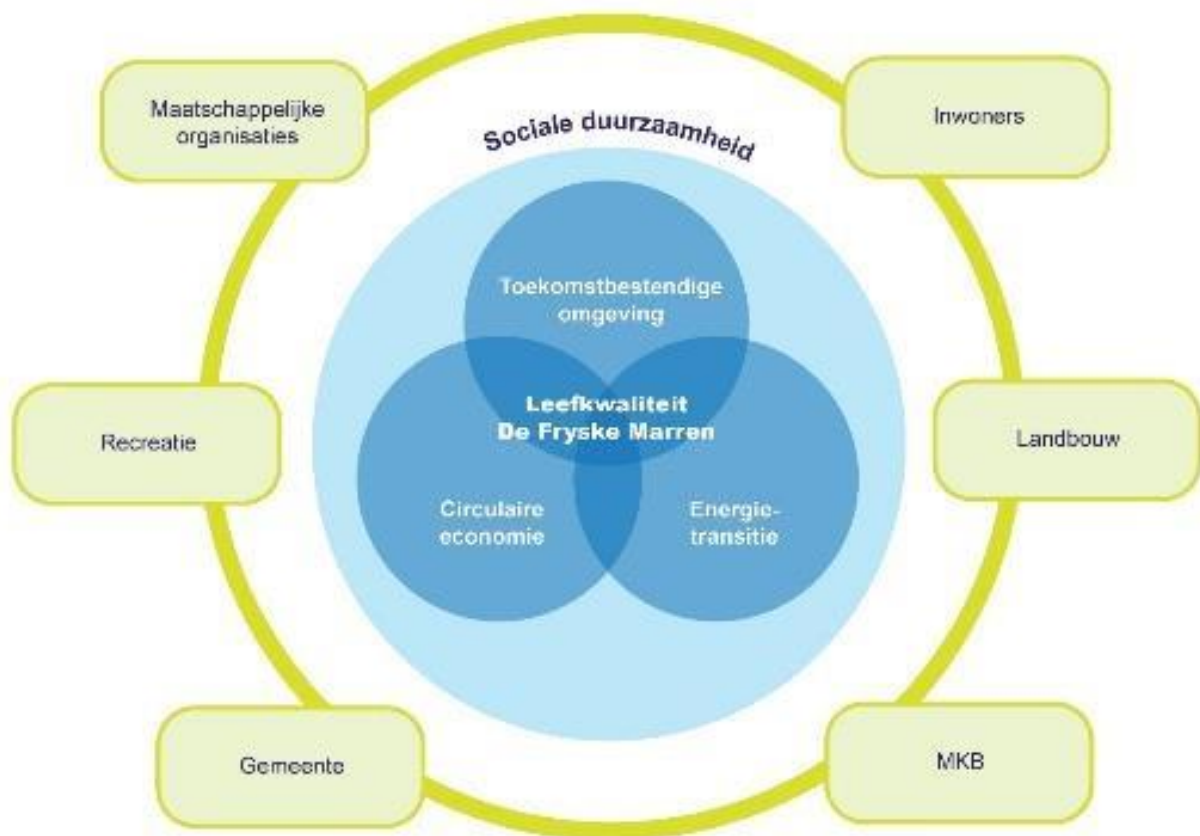 Maatschappelijke
organisaties
Inwoners
Sociale duurzaamheid
Toekomstbestendige
omgeving
Leefkwaliteit
De Fryske Marren
Recreatie
Landbouw
Circulaire
economie
Energie-
transitie
Gemeente
MKB